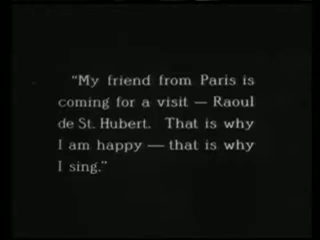 "My friend from Paris is
coming for a visit — Raoul
de St. Hubert. That is why
I am happy — that is why
I sing."